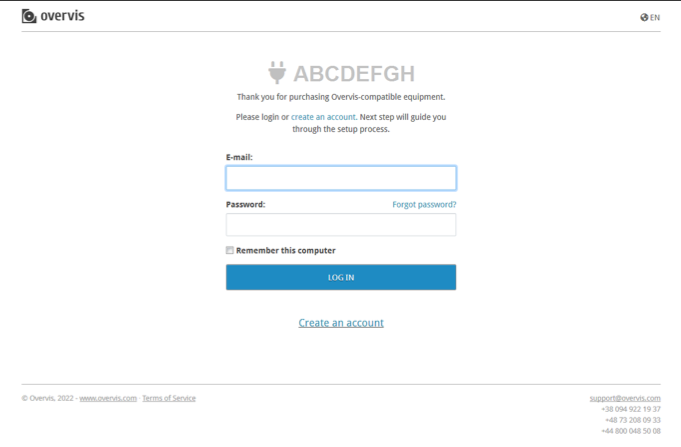 overvis
EN
ABCDEFGH
Thank you for purchasing Overvis-compatible equipment.
Please login or create an account. Next step will guide you
through the setup process.
E-mail:
Password:
Forgot password?
Remember this computer
LOG IN
Create an account
© Overvis, 2022 - www.overvis.com · Terms of Service
support@overvis.com
+38 094 922 19 37
+48 73 208 09 33
+44 800 048 50 08